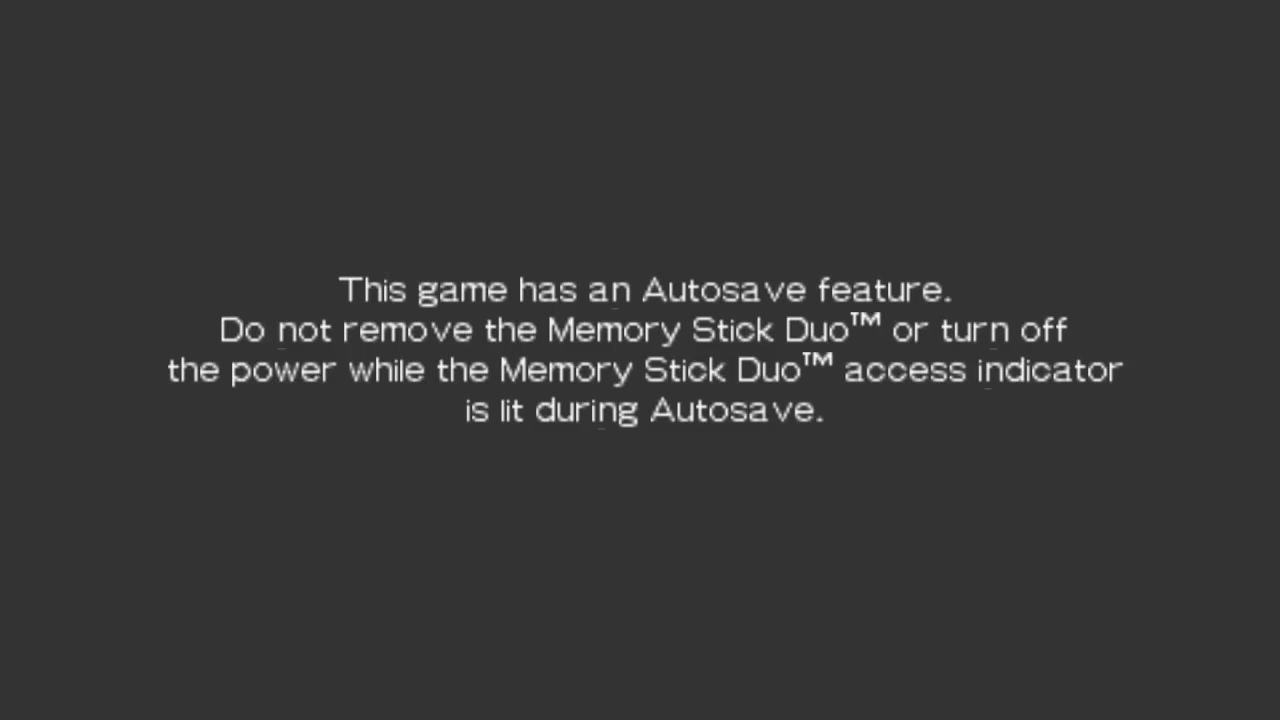 This game has an Autosave feature.
Do not remove the Memory Stick Duo™ or turn off
the power while the Memory Stick Duo™ access indicator
is lit during Autosave.